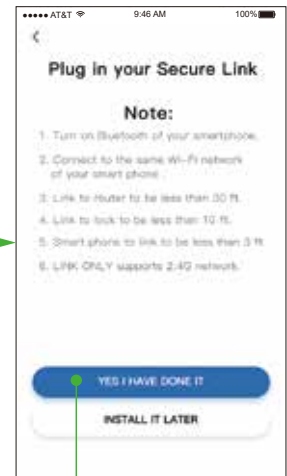 AT&T 9:46 AM 100%
Plug in your Secure Link
Note:
1. Turn on Bluetooth of your smartphone.
2. Connect to the same Wi-Fi network
of your smart phone.
3. Link to router to be less than 30 ft.
4. Link to lock to be less than 10 ft.
5. Smart phone to link to be less than 3 ft.
6. LINK ONLY supports 2.4G network.
YES I HAVE DONE IT
INSTALL IT LATER